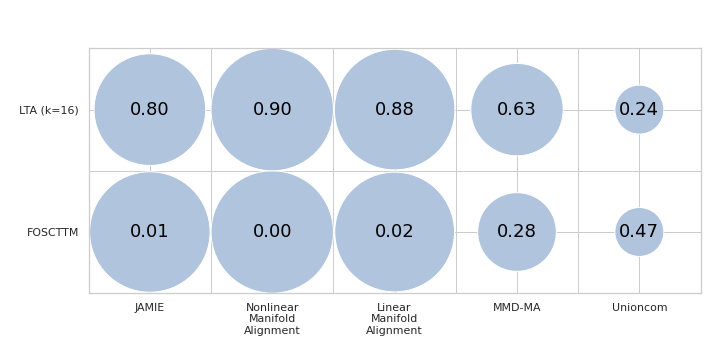 LTA (k=16)
0.80
0.90
0.88
0.63
0.24
FOSCTTM
0.01
0.00
0.02
0.28
0.47
JAMIE
Nonlinear
Manifold
Alignment
Linear
Manifold
Alignment
MMD-MA
Unioncom